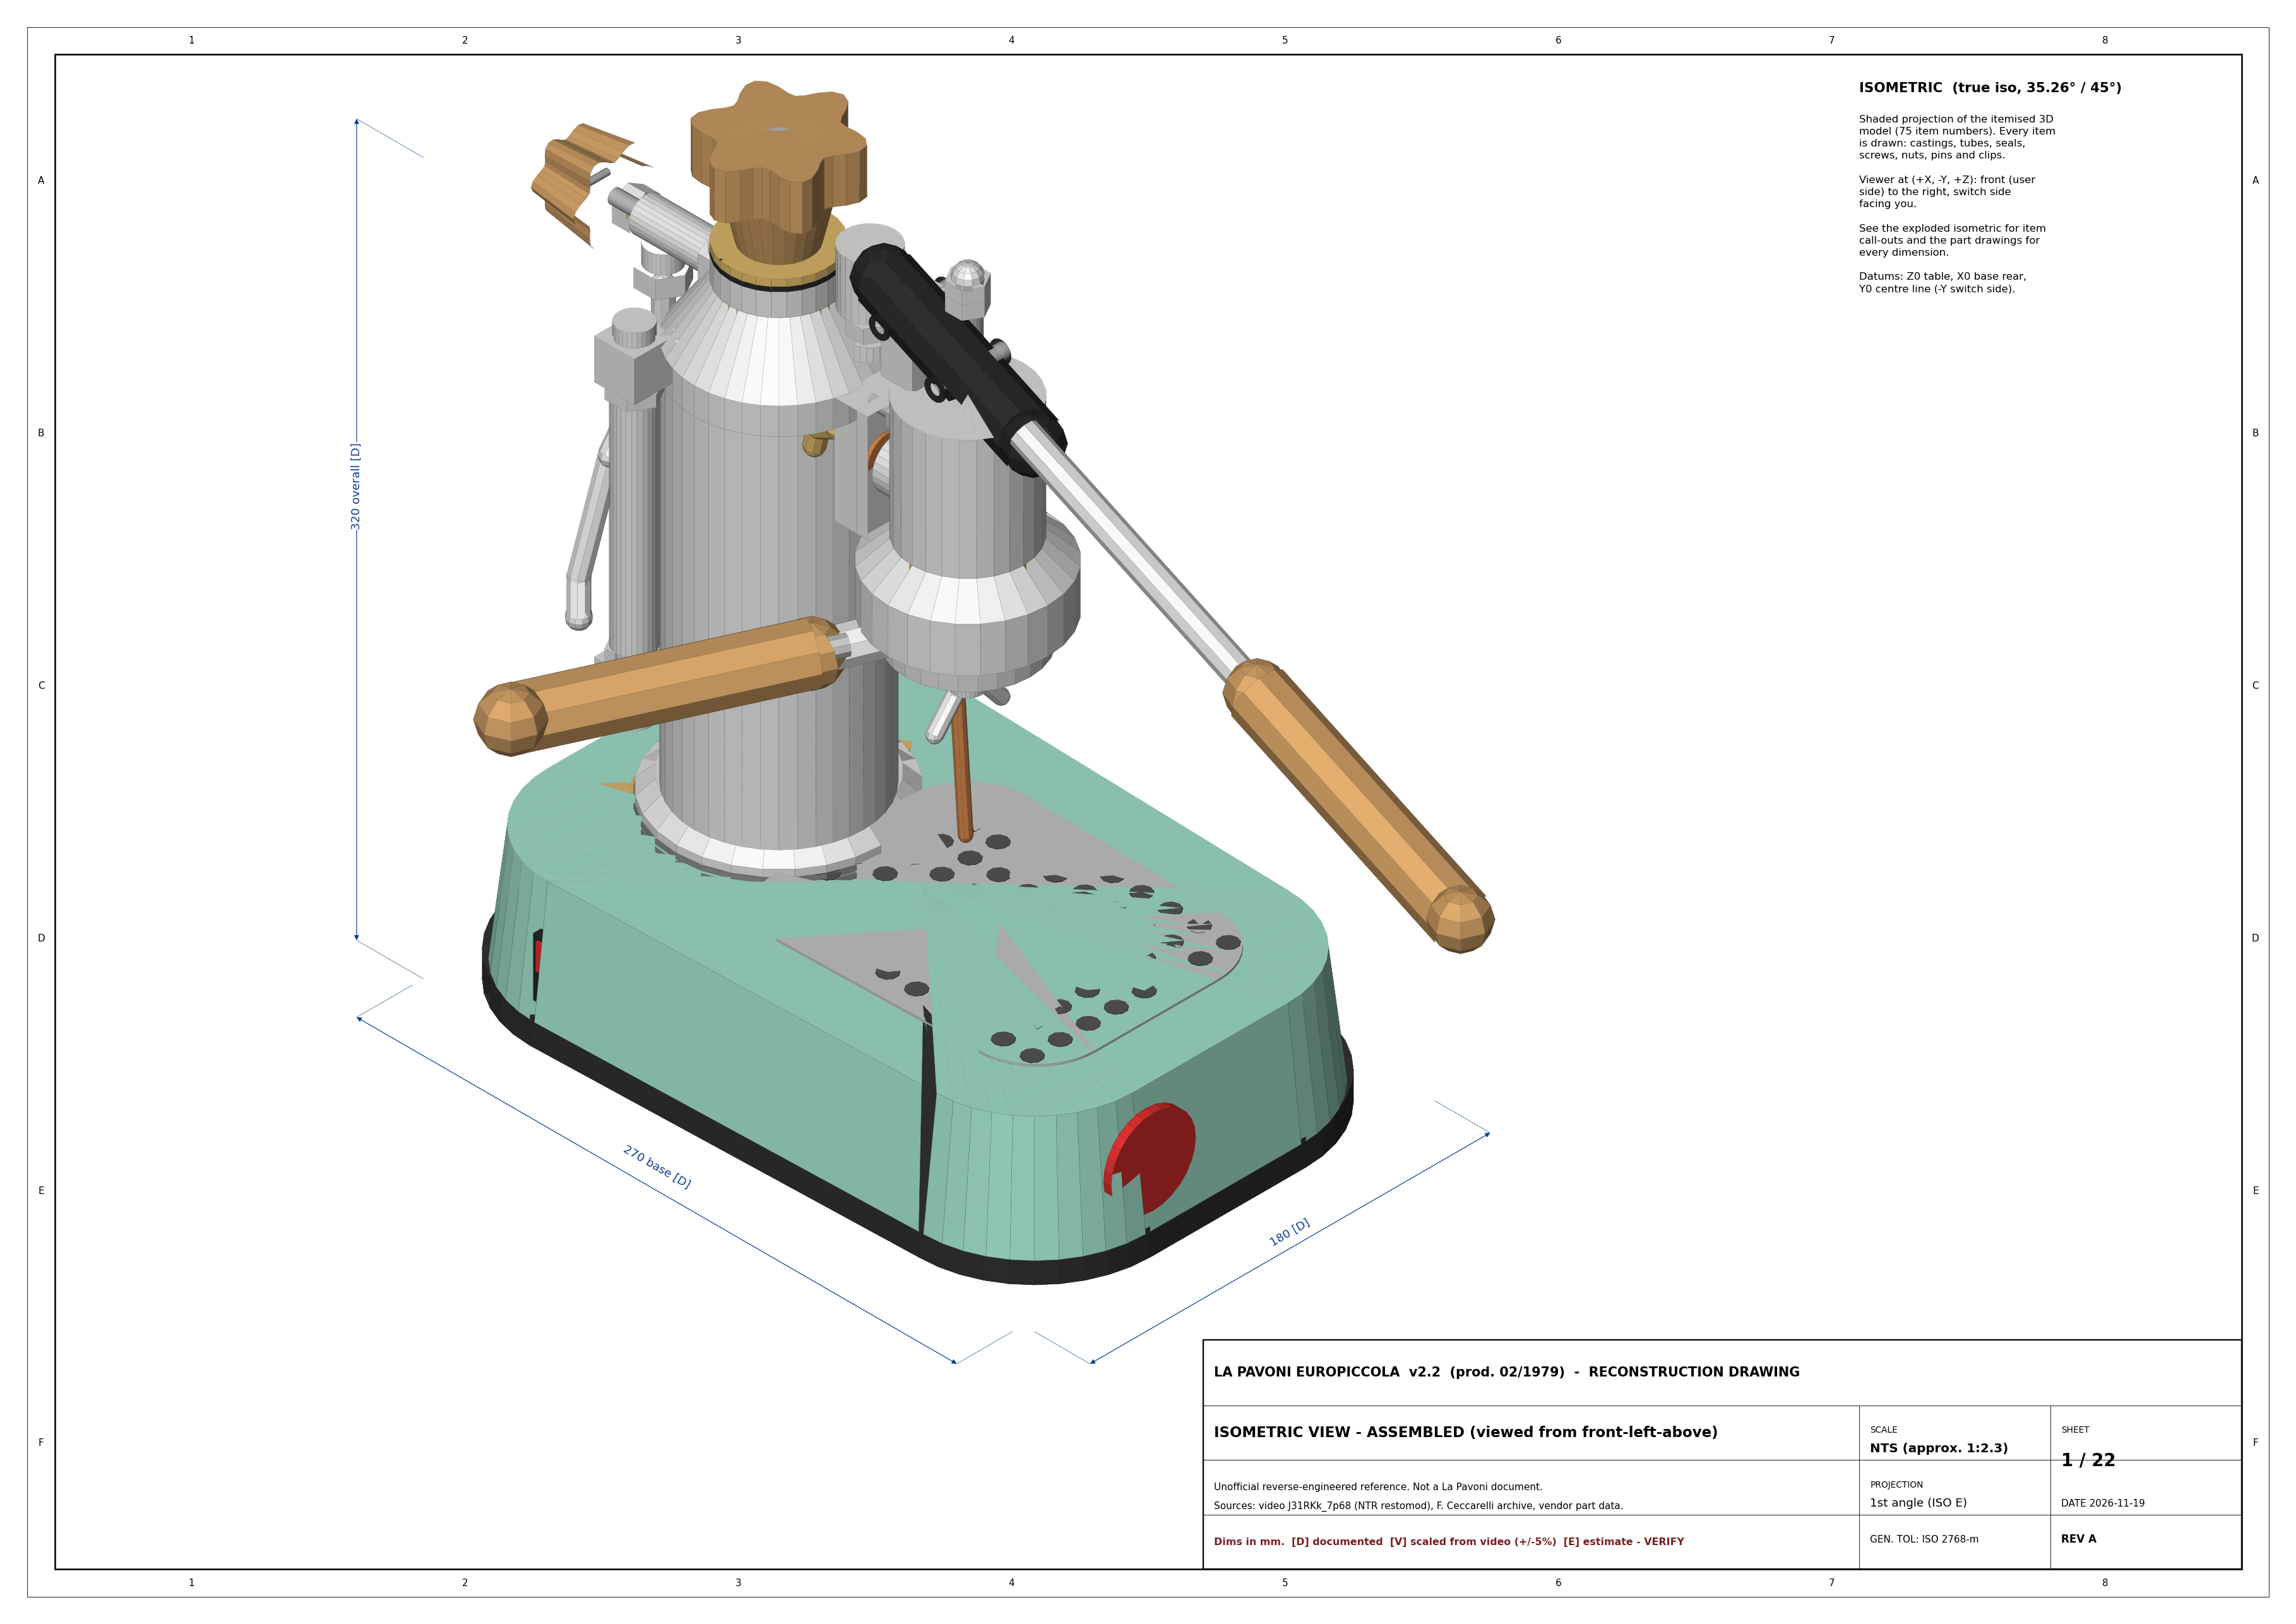 1 2 3 4 5 6 7 8
A A
B B
C C
D D
E E
F F
1 2 3 4 5 6 7 8
ISOMETRIC (true iso, 35.26° / 45°)
Shaded projection of the itemised 3D
model (75 item numbers). Every item
is drawn: castings, tubes, seals,
screws, nuts, pins and clips.
Viewer at (+X, -Y, +Z): front (user
side) to the right, switch side
facing you.
See the exploded isometric for item
call-outs and the part drawings for
every dimension.
Datums: Z0 table, X0 base rear,
Y0 centre line (-Y switch side).
320 overall [D]
270 base [D]
180 [D]
LA PAVONI EUROPICCOLA v2.2 (prod. 02/1979) - RECONSTRUCTION DRAWING
ISOMETRIC VIEW - ASSEMBLED (viewed from front-left-above)
SCALE
NTS (approx. 1:2.3)
SHEET
1 / 22
Unofficial reverse-engineered reference. Not a La Pavoni document.
Sources: video J31RKk_7p68 (NTR restomod), F. Ceccarelli archive, vendor part data.
PROJECTION
1st angle (ISO E)
DATE 2026-11-19
Dims in mm. [D] documented [V] scaled from video (+/-5%) [E] estimate - VERIFY
GEN. TOL: ISO 2768-m
REV A